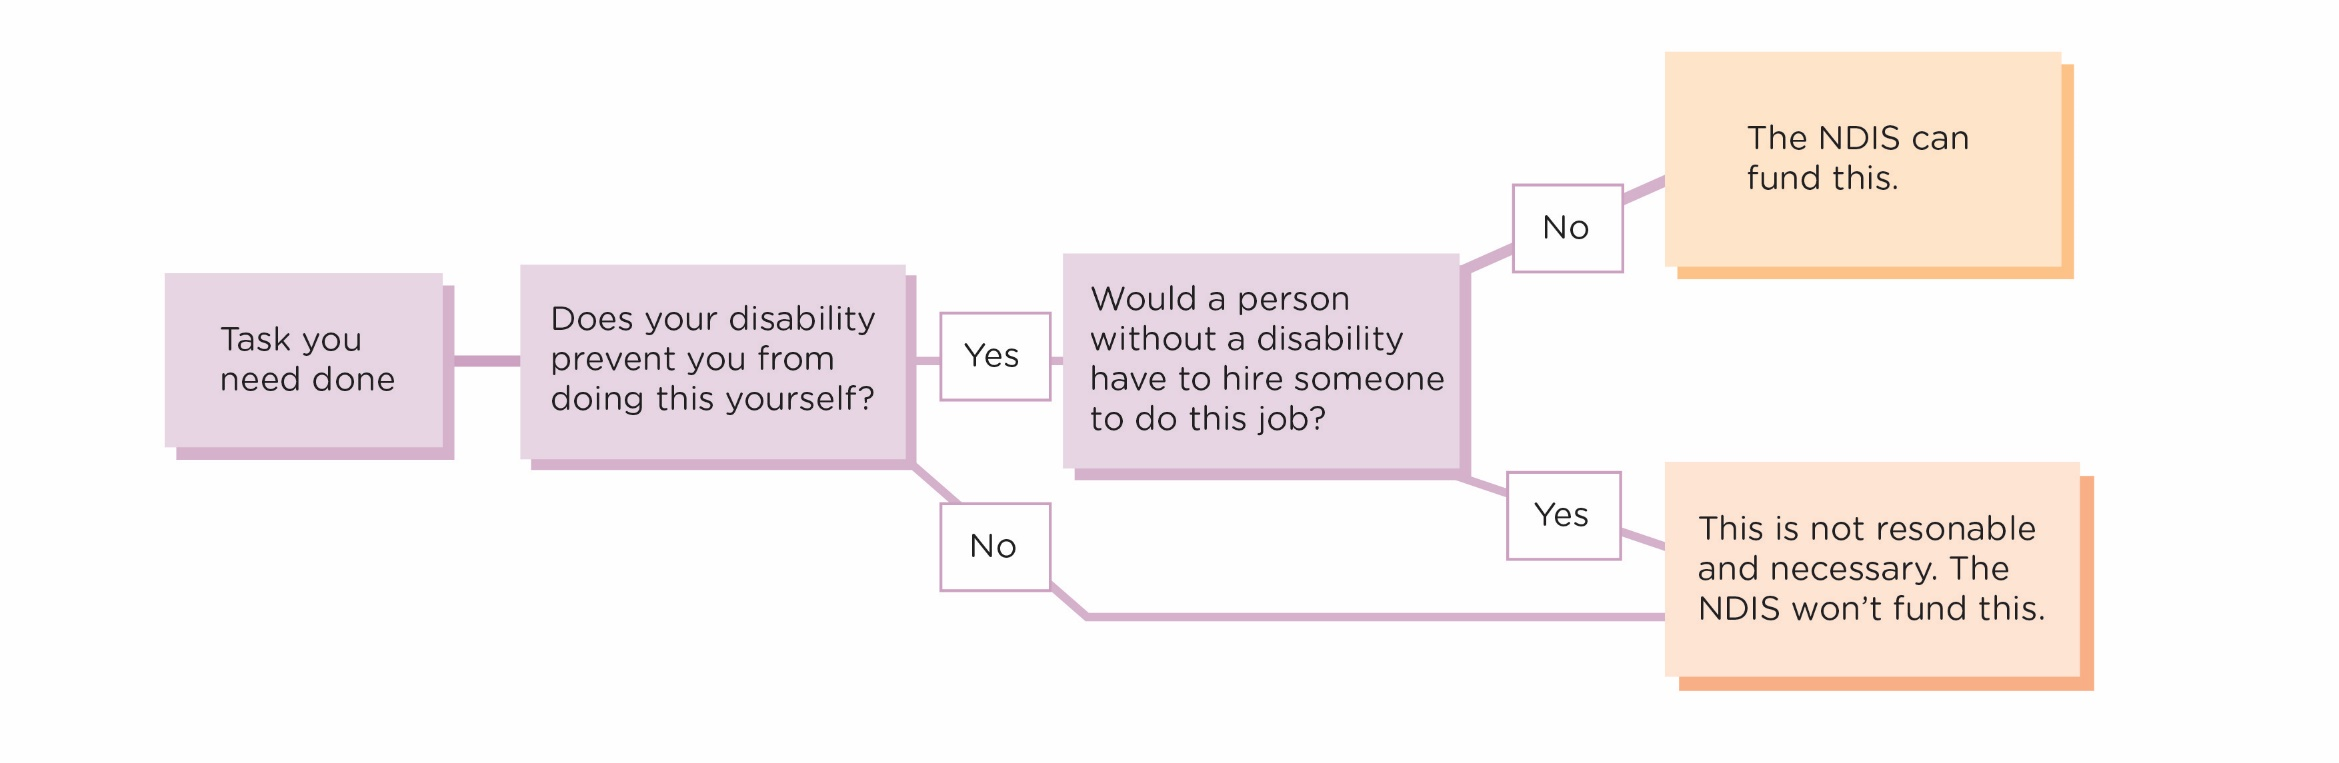 Task you
need done
Does your disability
prevent you from
doing this yourself?
Yes
No
Would a person
without a disability
have to hire someone
to do this job?
No
Yes
The NDIS can
fund this.
This is not resonable
and necessary. The
NDIS won’t fund this.